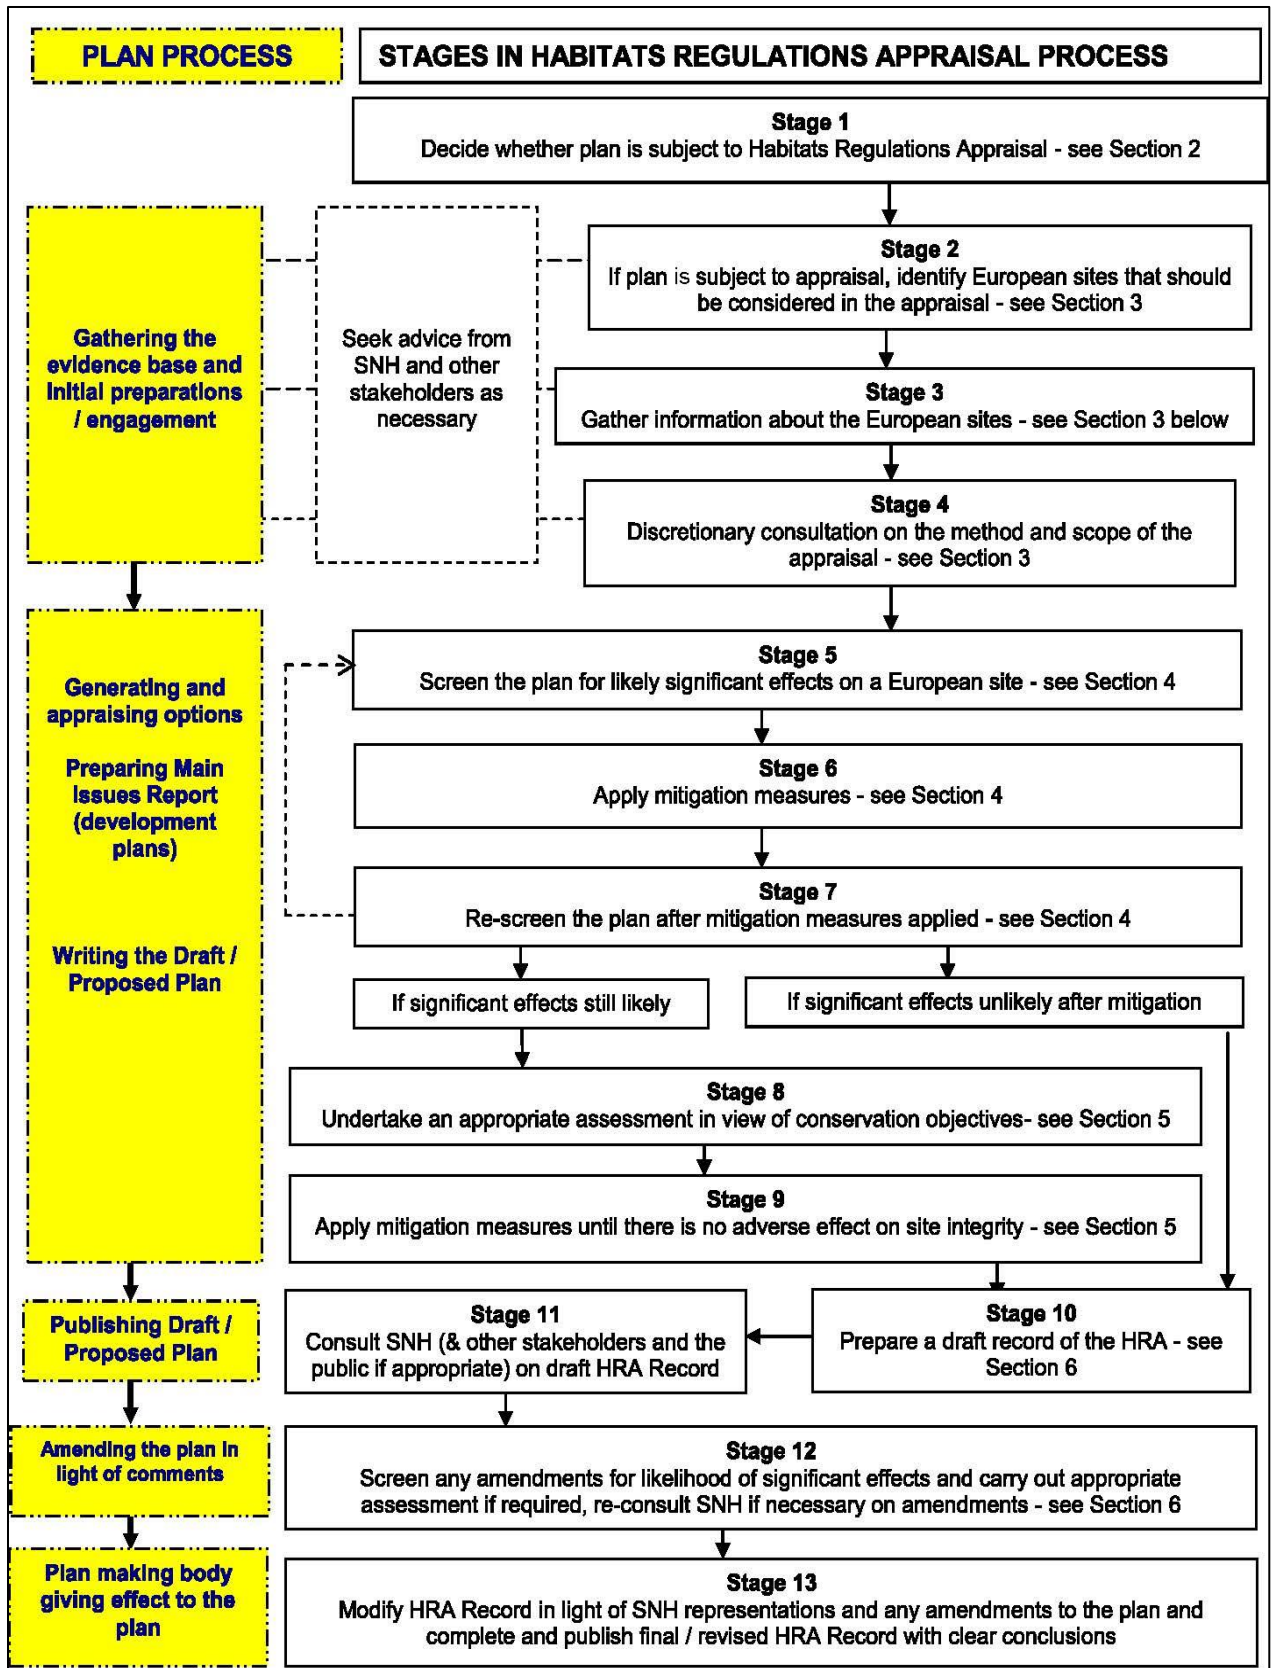 PLAN PROCESS
STAGES IN HABITATS REGULATIONS APPRAISAL PROCESS
Stage 1
Decide whether plan is subject to Habitats Regulations Appraisal - see Section 2
Gathering the
evidence base and
initial preparations
/ engagement
Seek advice from
SNH and other
stakeholders as
necessary
Stage 2
If plan is subject to appraisal, identify European sites that should
be considered in the appraisal - see Section 3
Stage 3
Gather information about the European sites - see Section 3 below
Stage 4
Discretionary consultation on the method and scope of the
appraisal - see Section 3
Generating and
appraising options
Preparing Main
Issues Report
(development
plans)
Writing the Draft /
Proposed Plan
Stage 5
Screen the plan for likely significant effects on a European site - see Section 4
Stage 6
Apply mitigation measures - see Section 4
Stage 7
Re-screen the plan after mitigation measures applied - see Section 4
If significant effects still likely
If significant effects unlikely after mitigation
Stage 8
Undertake an appropriate assessment in view of conservation objectives- see Section 5
Stage 9
Apply mitigation measures until there is no adverse effect on site integrity - see Section 5
Publishing Draft /
Proposed Plan
Stage 11
Consult SNH (& other stakeholders and the
public if appropriate) on draft HRA Record
Stage 10
Prepare a draft record of the HRA - see
Section 6
Amending the plan in
light of comments
Stage 12
Screen any amendments for likelihood of significant effects and carry out appropriate
assessment if required, re-consult SNH if necessary on amendments - see Section 6
Plan making body
giving effect to the
plan
Stage 13
Modify HRA Record in light of SNH representations and any amendments to the plan and
complete and publish final / revised HRA Record with clear conclusions